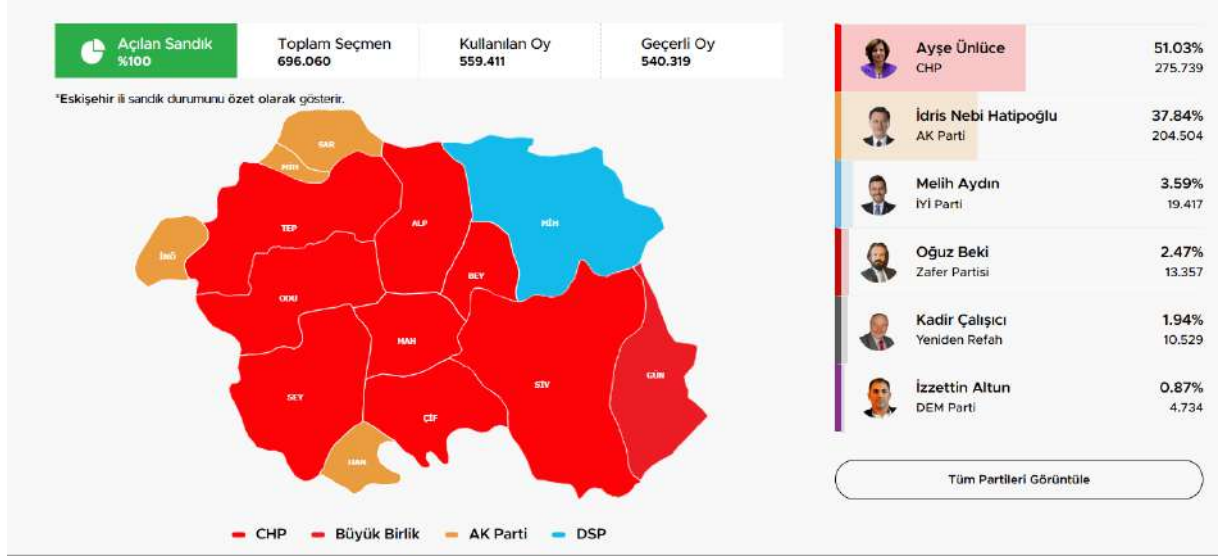 Açılan Sandık
%100
Toplam Seçmen
696.060
Kullanılan Oy
559.411
Geçerli Oy
540.319
*Eskişehir ili sandık durumunu özet olarak gösterir.
SAR
MİH
TEP
ALP
MİH
İNÖ
BEY
ODU
MAH
SİV
GÜN
SEY
ÇİF
HAN
CHP
Büyük Birlik
AK Parti
DSP
Ayşe Ünlüce
51.03%
CHP
275.739
İdris Nebi Hatipoğlu
37.84%
AK Parti
204.504
Melih Aydın
3.59%
İYİ Parti
19.417
Oğuz Beki
2.47%
Zafer Partisi
13.357
Kadir Çalışıcı
1.94%
Yeniden Refah
10.529
İzzettin Altun
0.87%
DEM Parti
4.734
Tüm Partileri Görüntüle